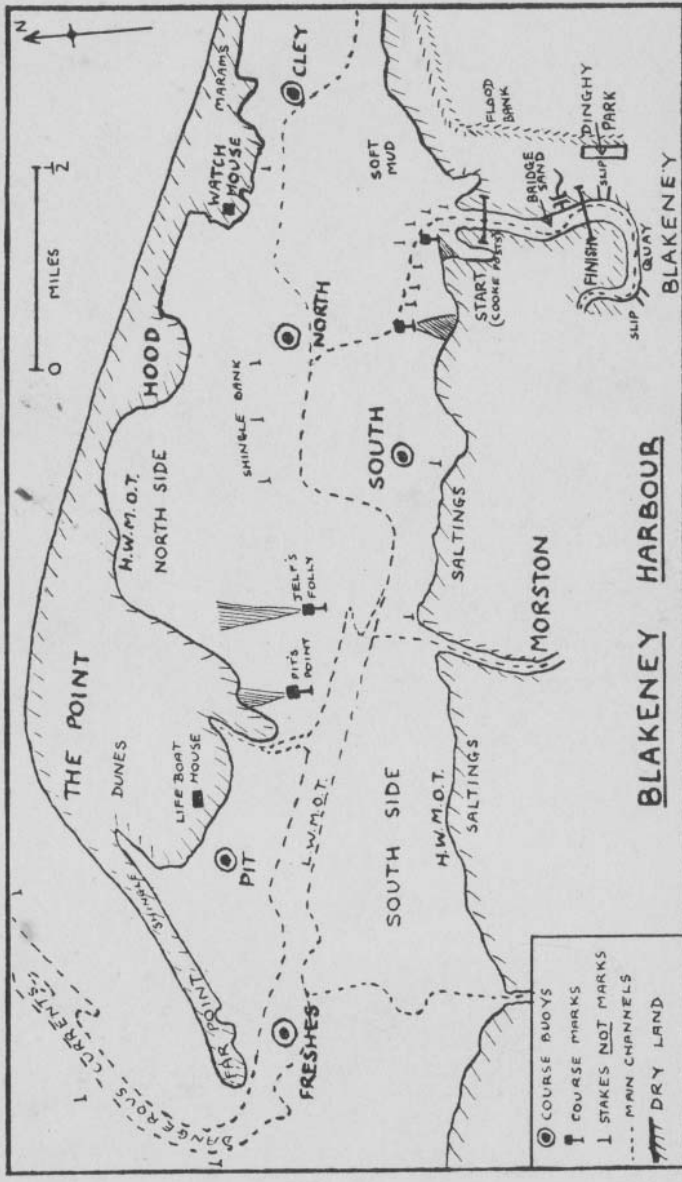 N
MILES
0
½
THE POINT
DUNES
LIFE BOAT
HOUSE
SHINGLE
FAR POINT
DANGEROUS CURRENTS
PIT
FRESHES
H.W.M.O.T.
NORTH SIDE
HOOD
WATCH
HOUSE
MARAMS
CLEY
PIT'S
POINT
JELF'S
FOLLY
SHINGLE BANK
NORTH
SOUTH
SOFT
MUD
L.W.M.O.T.
SOUTH SIDE
H.W.M.O.T.
SALTINGS
SALTINGS
MORSTON
START
(COOKE POSTS)
FLOOD
BANK
BRIDGE
SAND
DINGHY
PARK
SLIP
FINISH
QUAY
SLIP
BLAKENEY
BLAKENEY HARBOUR
COURSE BUOYS
COURSE MARKS
STAKES NOT MARKS
MAIN CHANNELS
DRY LAND